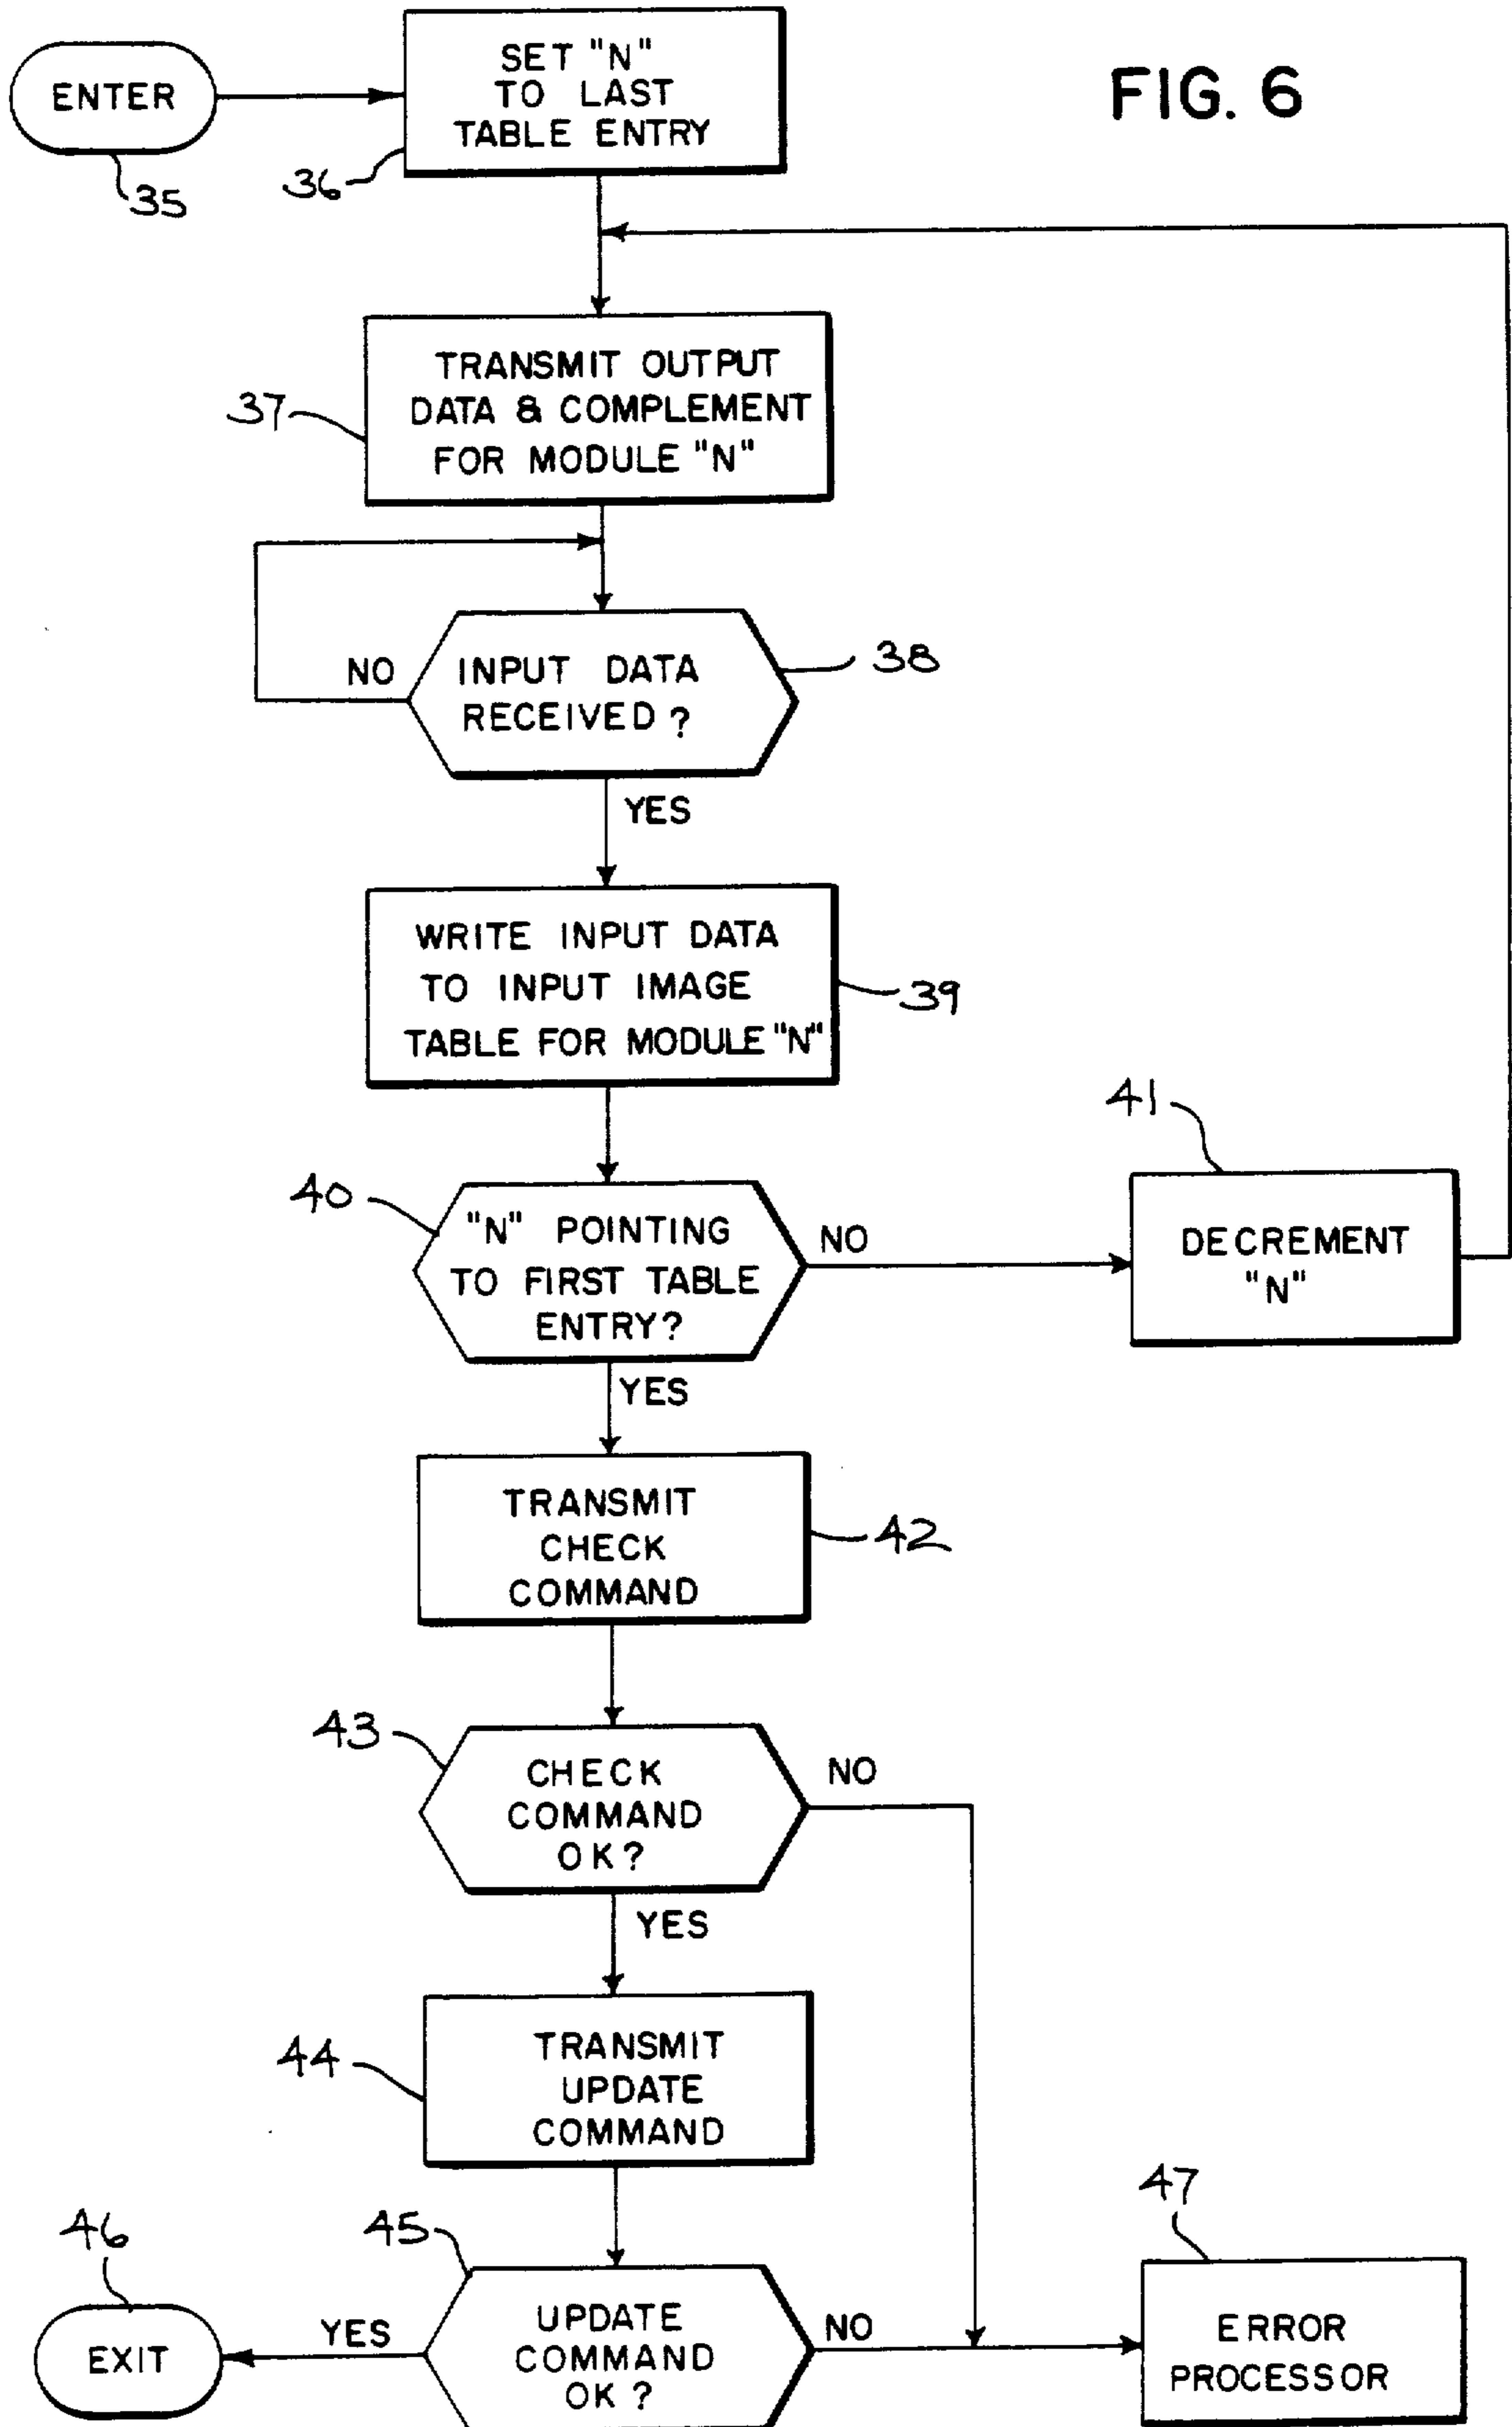 FIG. 6
ENTER
35
SET "N"
TO LAST
TABLE ENTRY
36
TRANSMIT OUTPUT
DATA & COMPLEMENT
FOR MODULE "N"
37
INPUT DATA
RECEIVED?
38
NO
YES
WRITE INPUT DATA
TO INPUT IMAGE
TABLE FOR MODULE "N"
39
40
"N" POINTING
TO FIRST TABLE
ENTRY?
NO
41
DECREMENT
"N"
YES
TRANSMIT
CHECK
COMMAND
42
43
CHECK
COMMAND
OK?
NO
YES
44
TRANSMIT
UPDATE
COMMAND
45
UPDATE
COMMAND
OK?
YES
46
EXIT
NO
47
ERROR
PROCESSOR